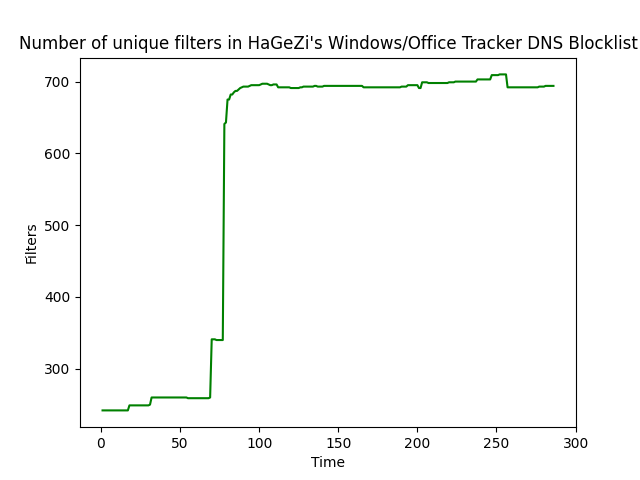 Number of unique filters in HaGeZi's Windows/Office Tracker DNS Blocklist
700
600
500
400
300
Filters
0 50 100 150 200 250 300
Time